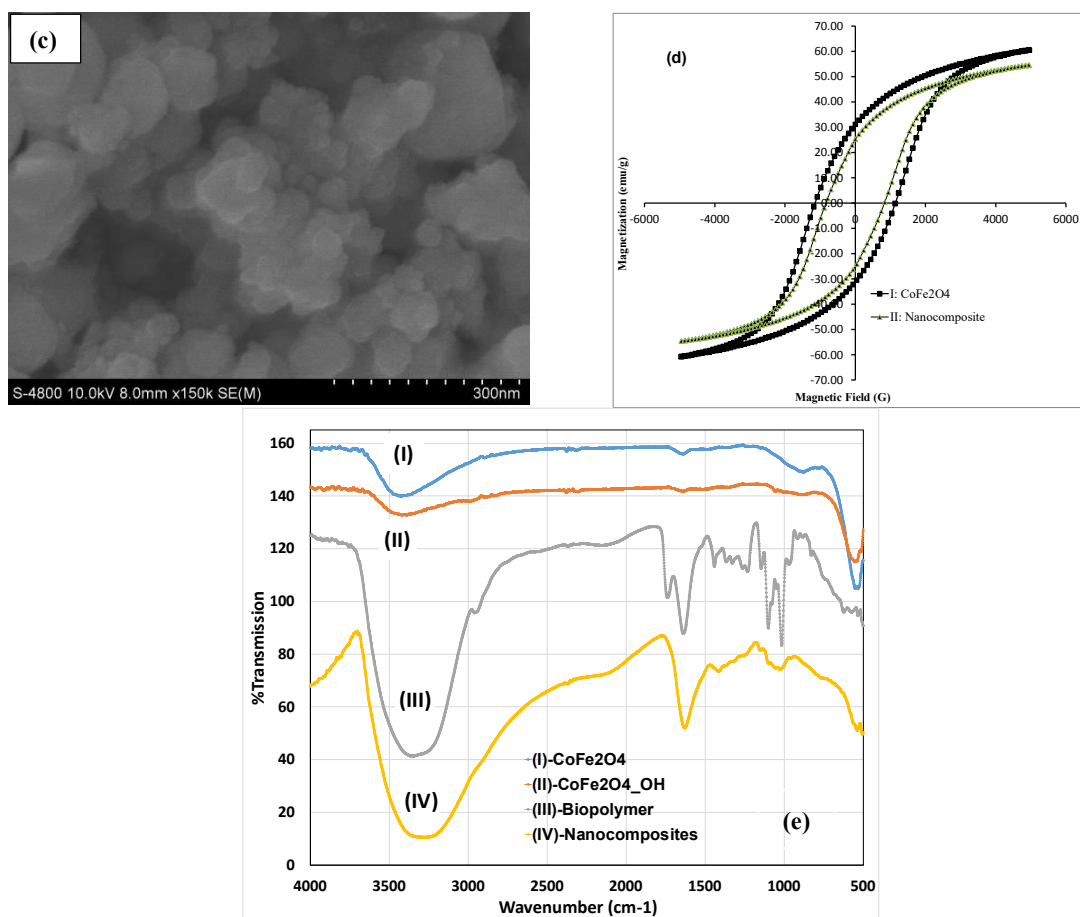 (c)
S-4800 10.0kV 8.0mm x150k SE(M)
300nm
(d)
70.00
60.00
50.00
40.00
30.00
20.00
10.00
0.00
-10.00
-20.00
-30.00
-40.00
-50.00
-60.00
-70.00
-6000 -4000 -2000 0 2000 4000 6000
Magnetization (emu/g)
I: CoFe2O4
II: Nanocomposite
Magnetic Field (G)
160
140
120
100
80
60
40
20
0
%Transmission
(I)
(II)
(III)
(IV)
(I)-CoFe2O4
(II)-CoFe2O4_OH
(III)-Biopolymer
(IV)-Nanocomposites
(e)
4000 3500 3000 2500 2000 1500 1000 500
Wavenumber (cm-1)